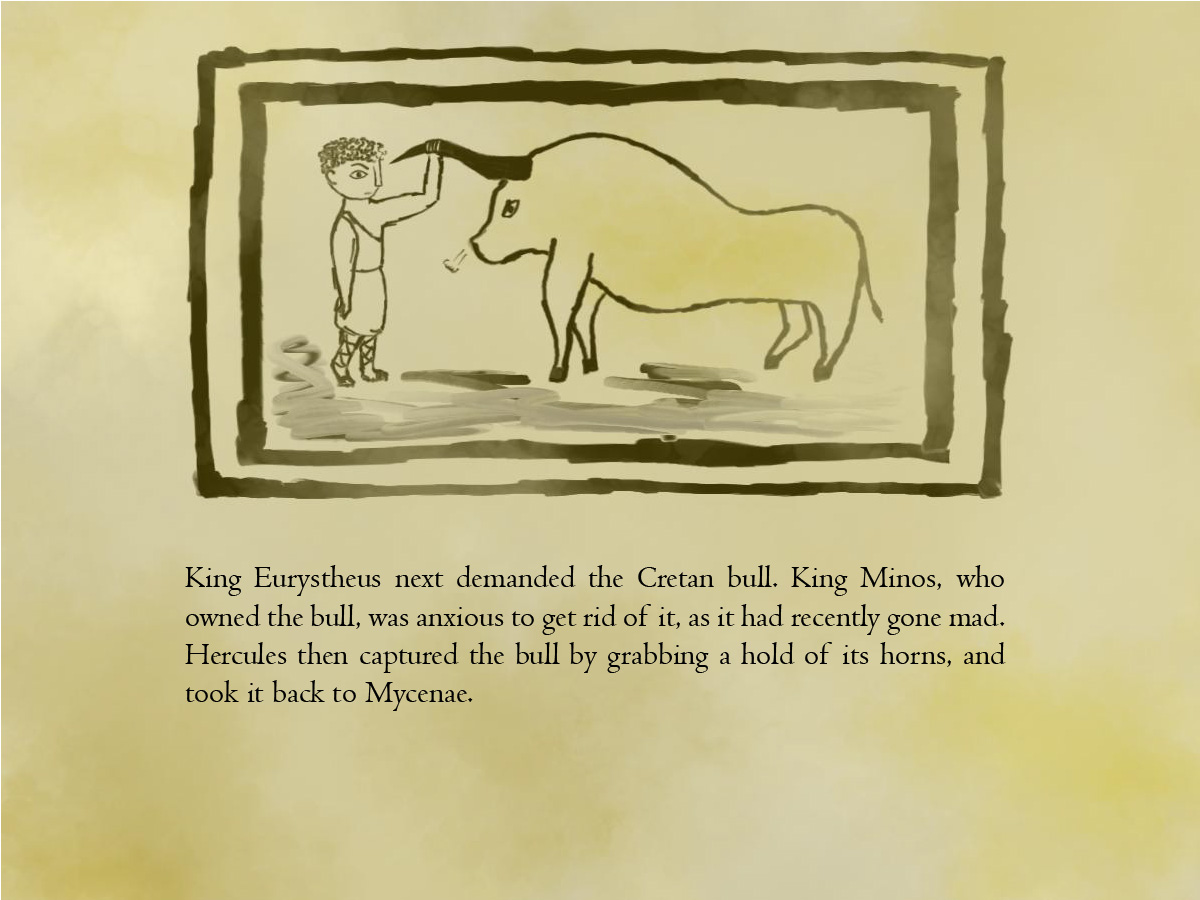 King Eurystheus next demanded the Cretan bull. King Minos, who
owned the bull, was anxious to get rid of it, as it had recently gone mad.
Hercules then captured the bull by grabbing a hold of its horns, and
took it back to Mycenae.